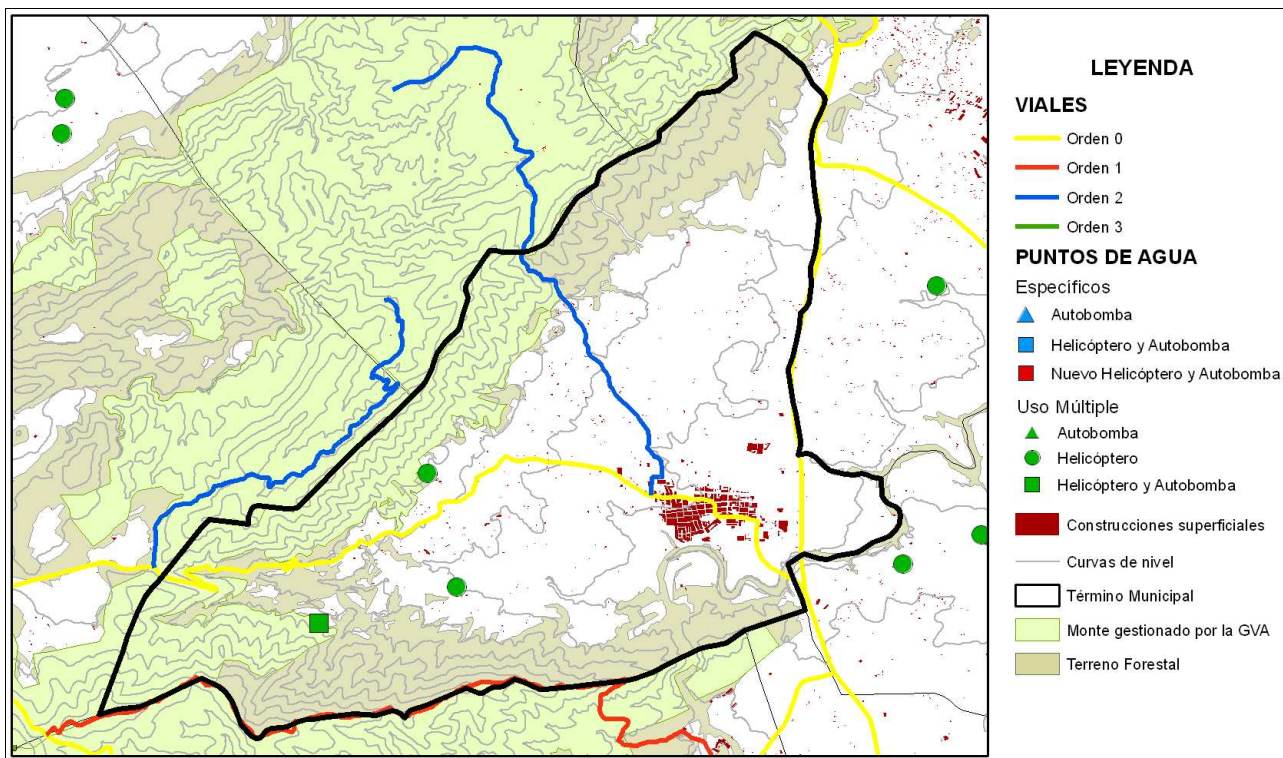 LEYENDA
VIALES
Orden 0
Orden 1
Orden 2
Orden 3
PUNTOS DE AGUA
Específicos
Autobomba
Helicóptero y Autobomba
Nuevo Helicóptero y Autobomba
Uso Múltiple
Autobomba
Helicóptero
Helicóptero y Autobomba
Construcciones superficiales
Curvas de nivel
Término Municipal
Monte gestionado por la GVA
Terreno Forestal